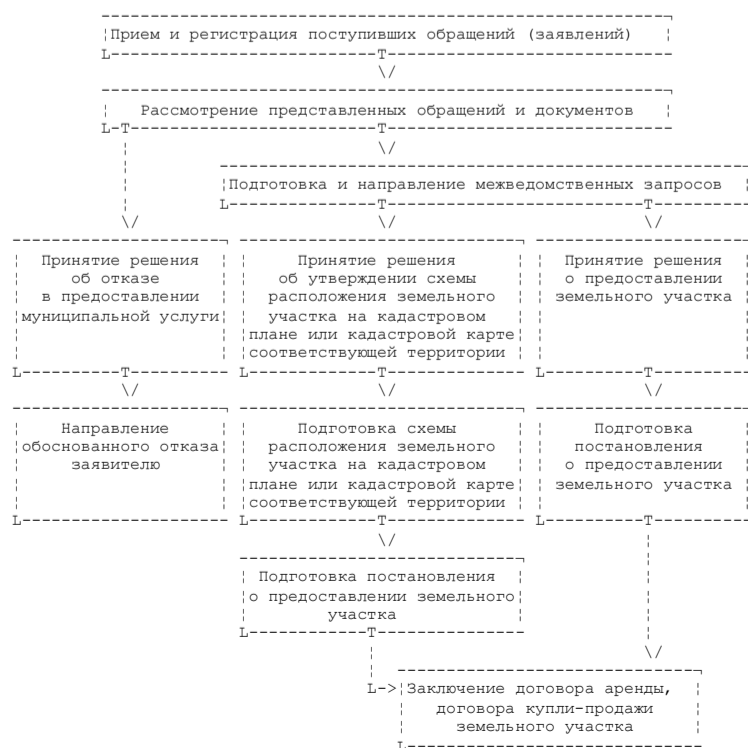 Прием и регистрация поступивших обращений (заявлений)
Рассмотрение представленных обращений и документов
Подготовка и направление межведомственных запросов
Принятие решения
об отказе
в предоставлении
муниципальной услуги
Принятие решения
об утверждении схемы
расположения земельного
участка на кадастровом
плане или кадастровой карте
соответствующей территории
Принятие решения
о предоставлении
земельного участка
Направление
обоснованного отказа
заявителю
Подготовка схемы
расположения земельного
участка на кадастровом
плане или кадастровой карте
соответствующей территории
Подготовка
постановления
о предоставлении
земельного участка
Подготовка постановления
о предоставлении земельного
участка
Заключение договора аренды,
договора купли-продажи
земельного участка